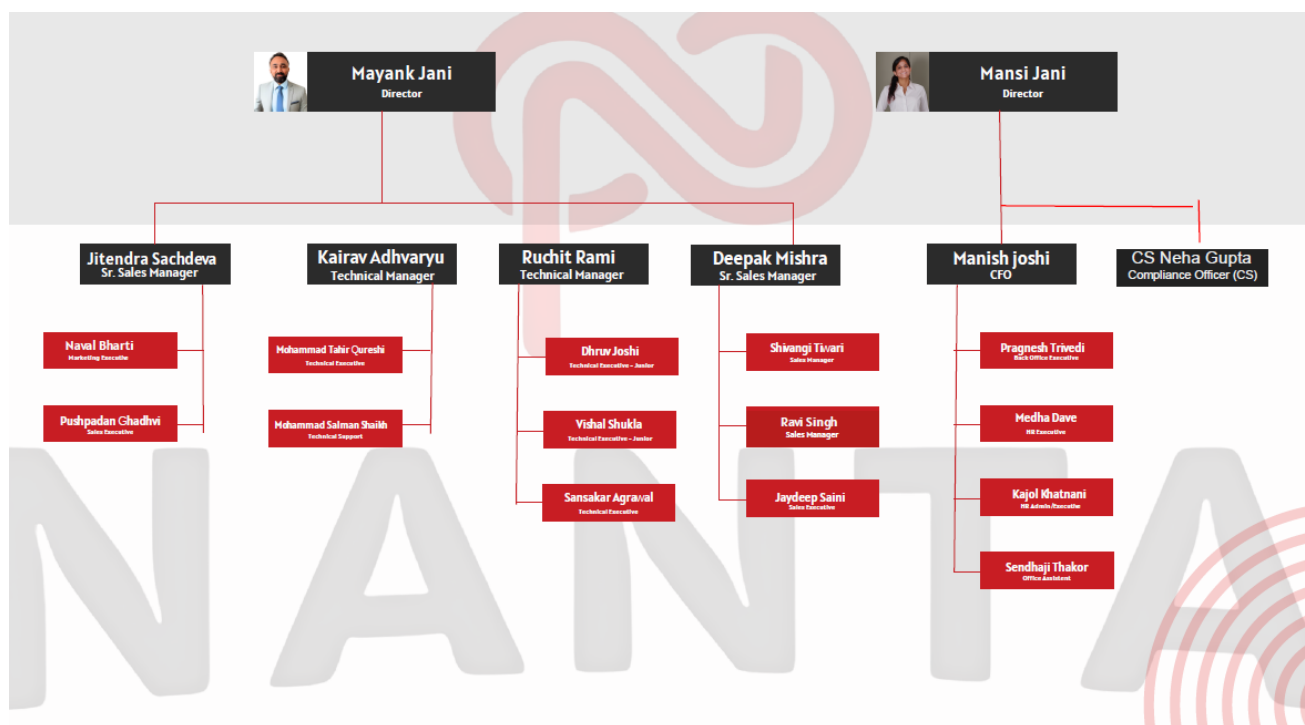 Mayank Jani
Director
Mansi Jani
Director
Jitendra Sachdeva
Sr. Sales Manager
Kairav Adhvaryu
Technical Manager
Ruchit Rami
Technical Manager
Deepak Mishra
Sr. Sales Manager
Manish joshi
CFO
CS Neha Gupta
Compliance Officer (CS)
Naval Bharti
Marketing Executive
Pushpadan Ghadhvi
Sales Executive
Mohammad Tahir Qureshi
Technical Executive
Mohammad Salman Shaikh
Technical Support
Dhruv Joshi
Technical Executive - Junior
Vishal Shukla
Technical Executive - Junior
Sansakar Agrawal
Technical Executive
Shivangi Tiwari
Sales Manager
Ravi Singh
Sales Manager
Jaydeep Saini
Sales Executive
Pragnesh Trivedi
Back Office Executive
Medha Dave
HR Executive
Kajol Khatnani
HR Admin/Executive
Sendhaji Thakor
Office Assistent
NANTA